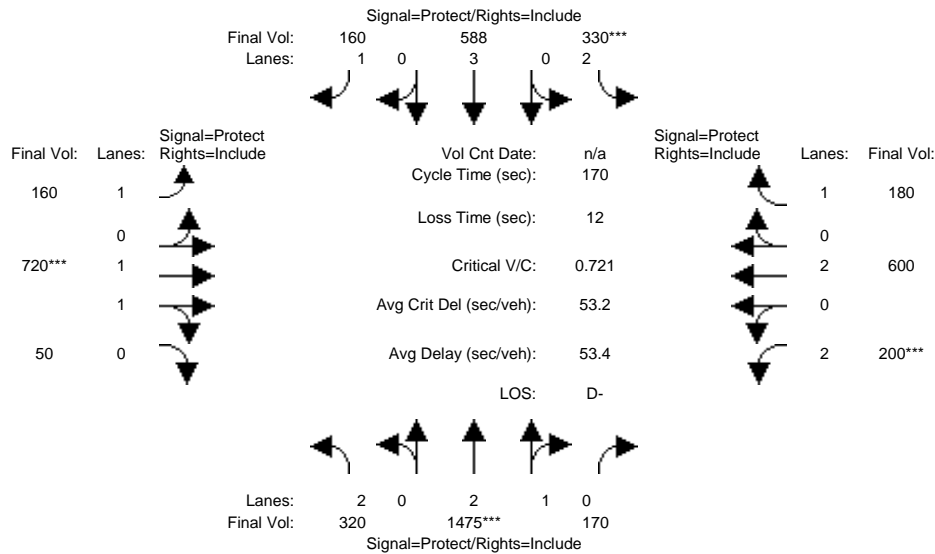 Signal=Protect/Rights=Include
Final Vol: 160 588 330***
Lanes: 1 0 3 0 2
Signal=Protect
Final Vol: Lanes: Rights=Include
Vol Cnt Date: n/a
Signal=Protect
Rights=Include Lanes: Final Vol:
Cycle Time (sec): 170
160 1
1 180
Loss Time (sec): 12
0
0
720*** 1
Critical V/C: 0.721
2 600
1
Avg Crit Del (sec/veh): 53.2
0
50 0
Avg Delay (sec/veh): 53.4
2 200***
LOS: D-
Lanes: 2 0 2 1 0
Final Vol: 320 1475*** 170
Signal=Protect/Rights=Include